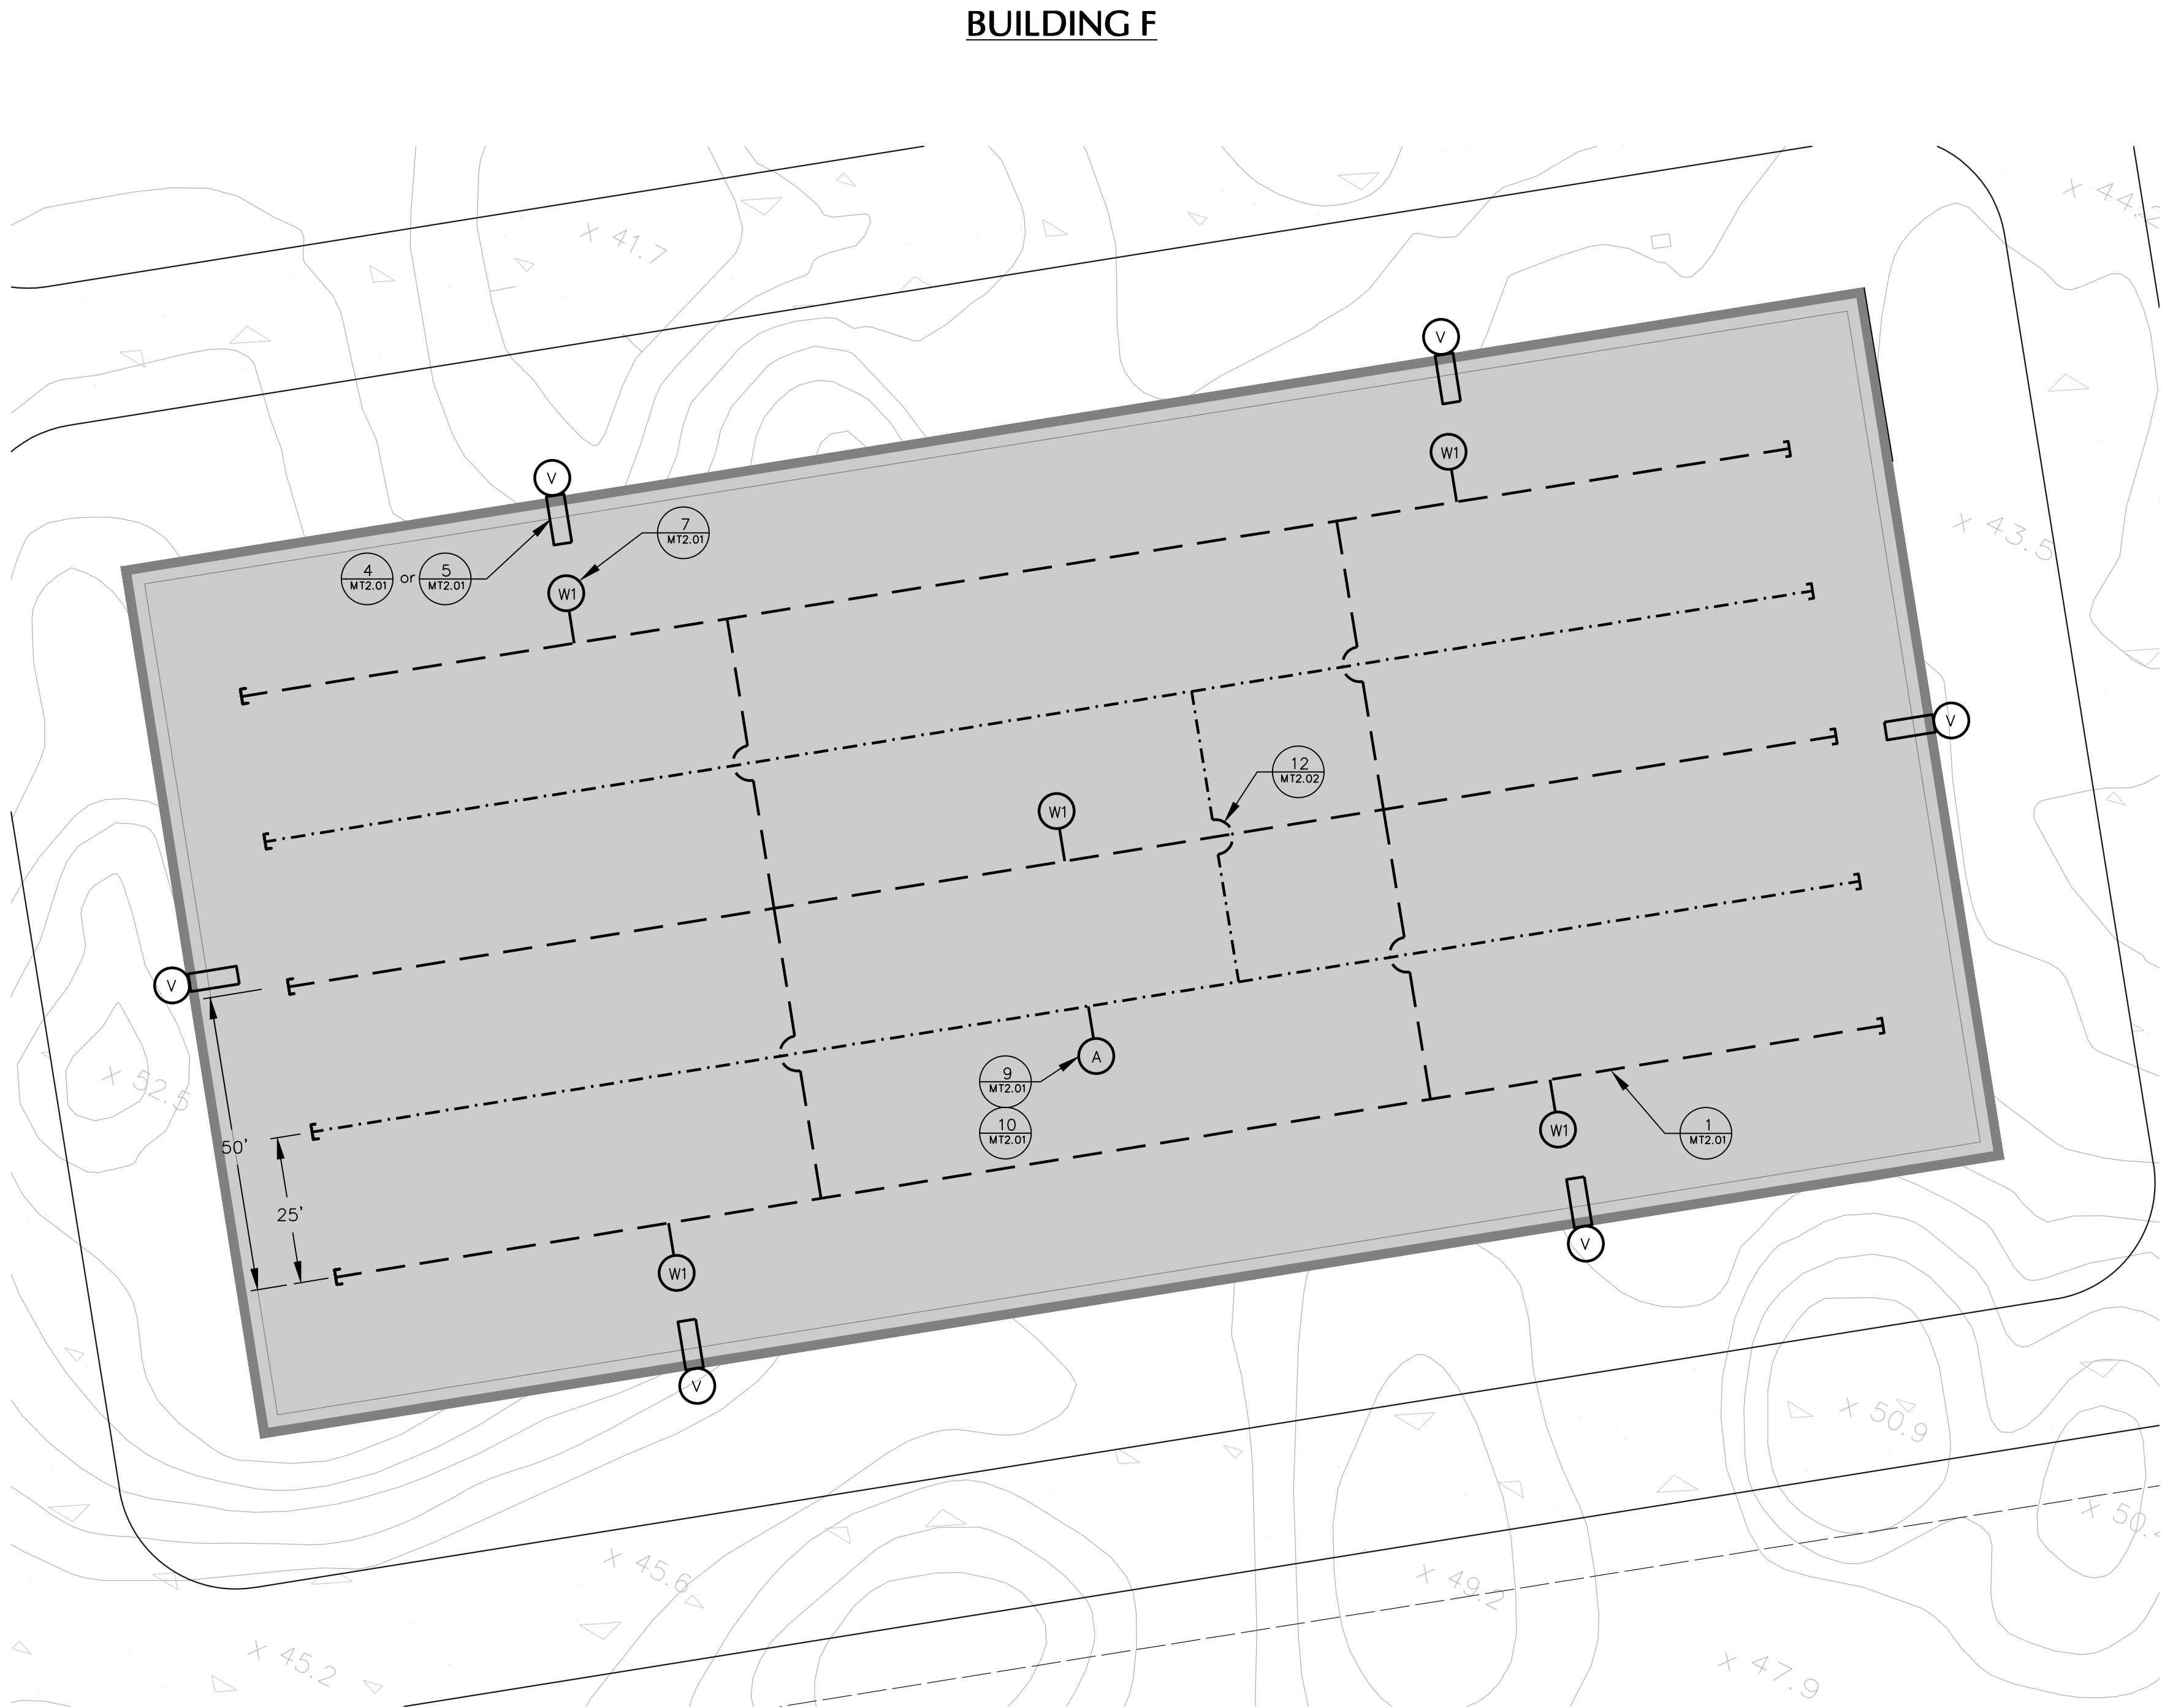 BUILDING F
x 44.
x 41.7
V
W1
V
7
MT2.01
x 43.5
4
MT2.01
or
5
MT2.01
W1
V
12
MT2.02
W1
V
A
9
MT2.01
x 52.5
10
MT2.01
W1
1
MT2.01
50'
25'
V
W1
V
x 50.9
x 50.
x 45.6
x 49.2
x 45.2
x 47.9